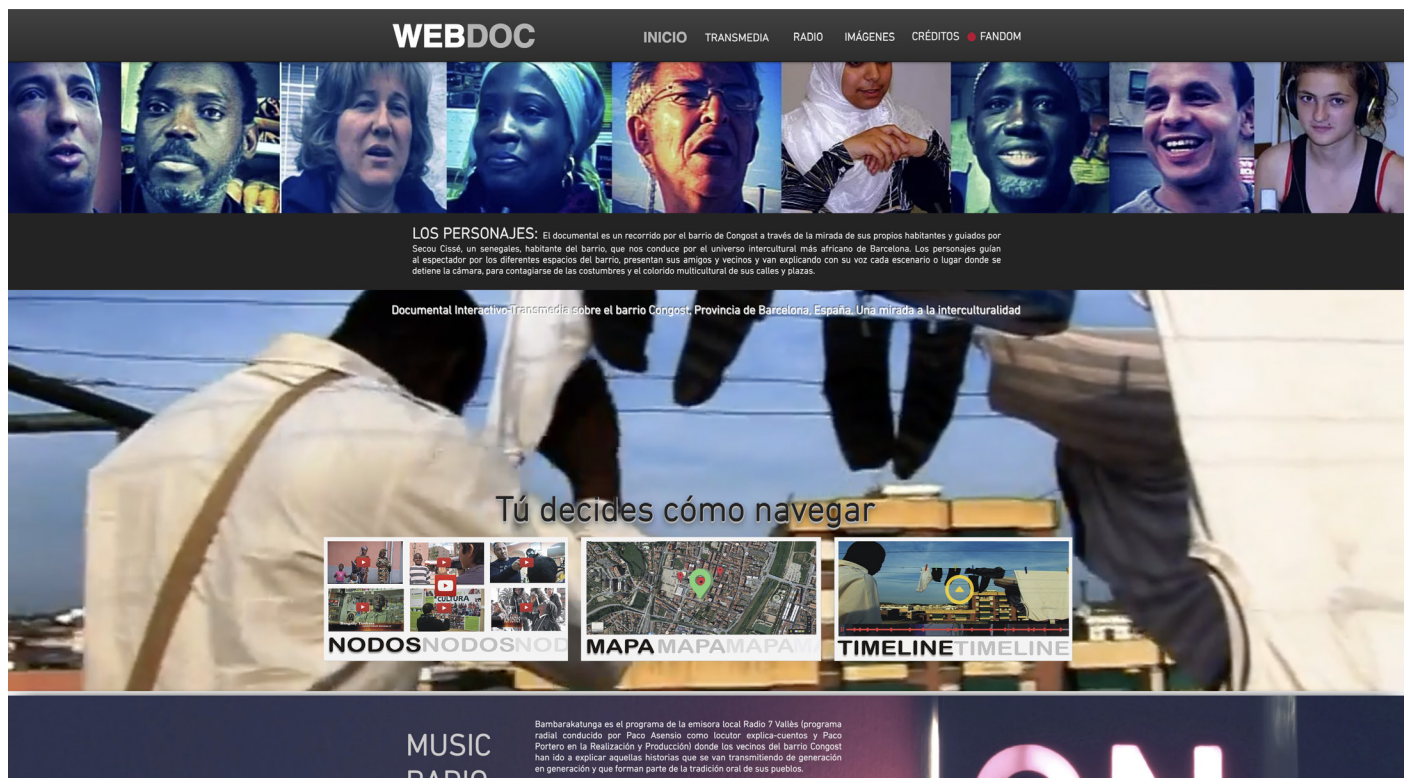 WEBDOC
INICIO TRANSMEDIA RADIO IMÁGENES CRÉDITOS FANDOM
LOS PERSONAJES: El documental es un recorrido por el barrio de Congost a través de la mirada de sus propios habitantes y guiados por
Secou Cissé, un senegales, habitante del barrio, que nos conduce por el universo intercultural más africano de Barcelona. Los personajes guían
al espectador por los diferentes espacios del barrio, presentan sus amigos y vecinos y van explicando con su voz cada escenario o lugar donde se
detiene la cámara, para contagiarse de las costumbres y el colorido multicultural de sus calles y plazas.
Documental Interactivo-Transmedia sobre el barrio Congost, Provincia de Barcelona, España. Una mirada a la interculturalidad
Tú decides cómo navegar
CULTURA
NODOSNODOSNOD
MAPAMAPAMAPAMA
TIMELINETIMELINE
MUSIC
RADIO
Bambarakatunga es el programa de la emisora local Radio 7 Vallès (programa
radial conducido por Paco Asensio como locutor explica-cuentos y Paco
Portero en la Realización y Producción) donde los vecinos del barrio Congost
han ido a explicar aquellas historias que se van transmitiendo de generación
en generación y que forman parte de la tradición oral de sus pueblos.
ON